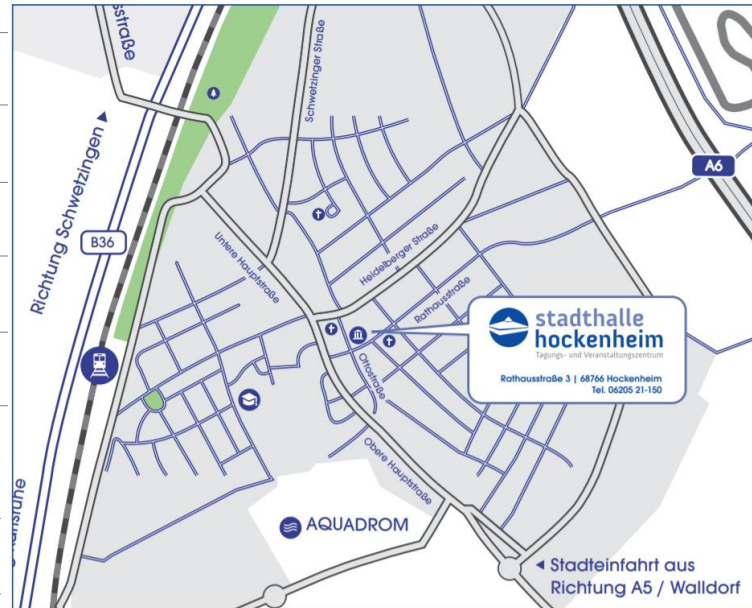 sstraße
Schwetzinger Straße
Richtung Schwetzingen
A6
B36
Untere Hauptstraße
Heidelberger Straße
Rathausstraße
stadthalle
hockenheim
Tagungs- und Veranstaltungszentrum
Rathausstraße 3 | 68766 Hockenheim
Tel. 06205 21-150
Ottostraße
Obere Hauptstraße
AQUADROM
Stadteinfahrt aus
Richtung A5 / Walldorf